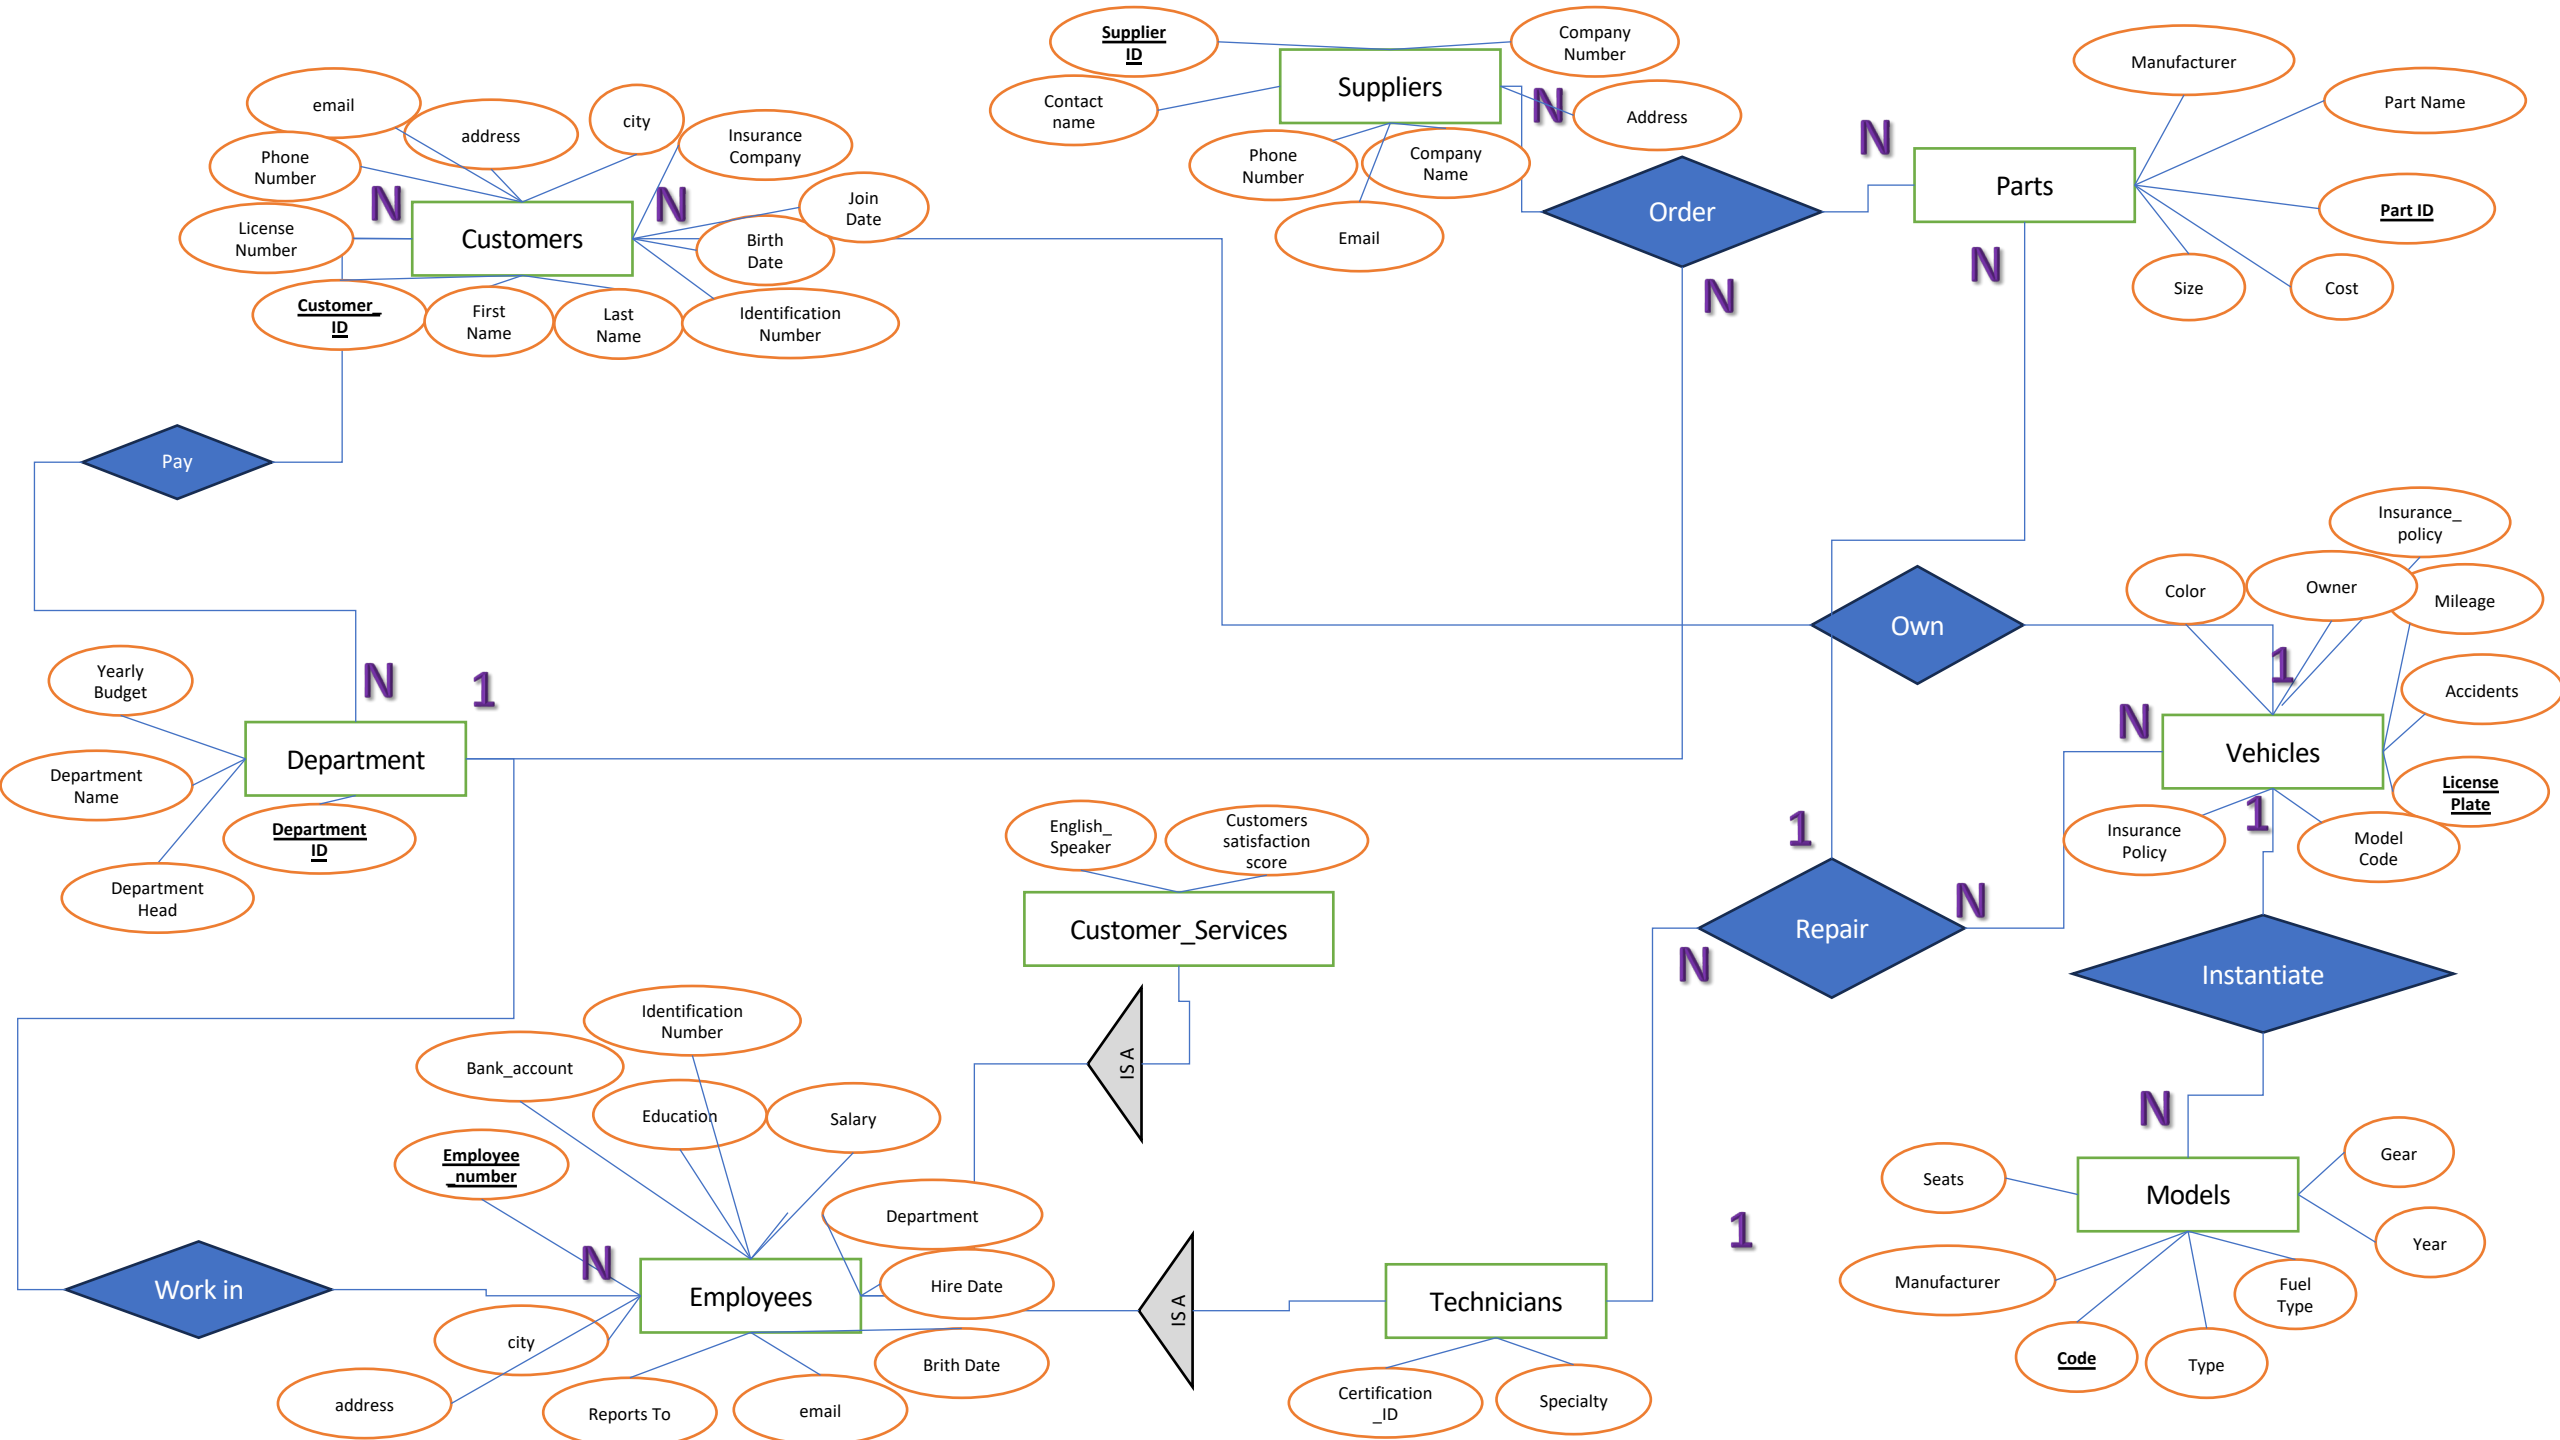 Supplier
ID
Company
Number
Manufacturer
email
address
city
Suppliers
N
Contact
name
Address
Part Name
Insurance
Company
Phone
Number
Phone
Number
Company
Name
N
Parts
N
Customers
N
Join
Date
License
Number
Birth
Date
Email
Order
Part ID
N
N
Size
Cost
Customer_
ID
First
Name
Last
Name
Identification
Number
Pay
Insurance_
policy
Color
Owner
Mileage
Own
1
Yearly
Budget
N
1
Accidents
N
Department
Vehicles
Department
Name
License
Plate
Department
ID
English_
Speaker
Customers
satisfaction
score
1
Insurance
Policy
1
Model
Code
Department
Head
Customer_Services
Repair
N
N
Instantiate
Identification
Number
Bank_account
IS A
Education
Salary
N
Employee
_number
Seats
Gear
Models
Department
1
Year
N
Work in
Employees
Hire Date
IS A
Technicians
Manufacturer
Fuel
Type
city
Brith Date
Code
Type
address
Reports To
email
Certification
_ID
Specialty